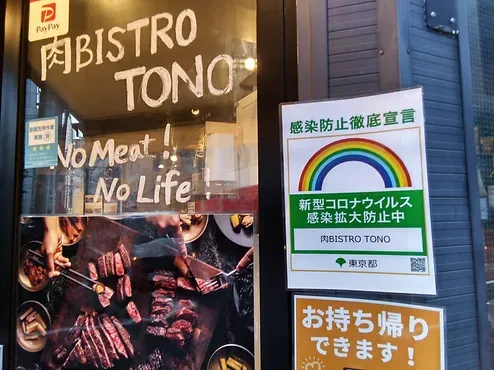 PayPay
肉BISTRO
TONO
No Meat!
No Life!
感染防止徹底宣言
新型コロナウイルス
感染拡大防止中
肉BISTRO TONO
東京都
お持ち帰り
できます!